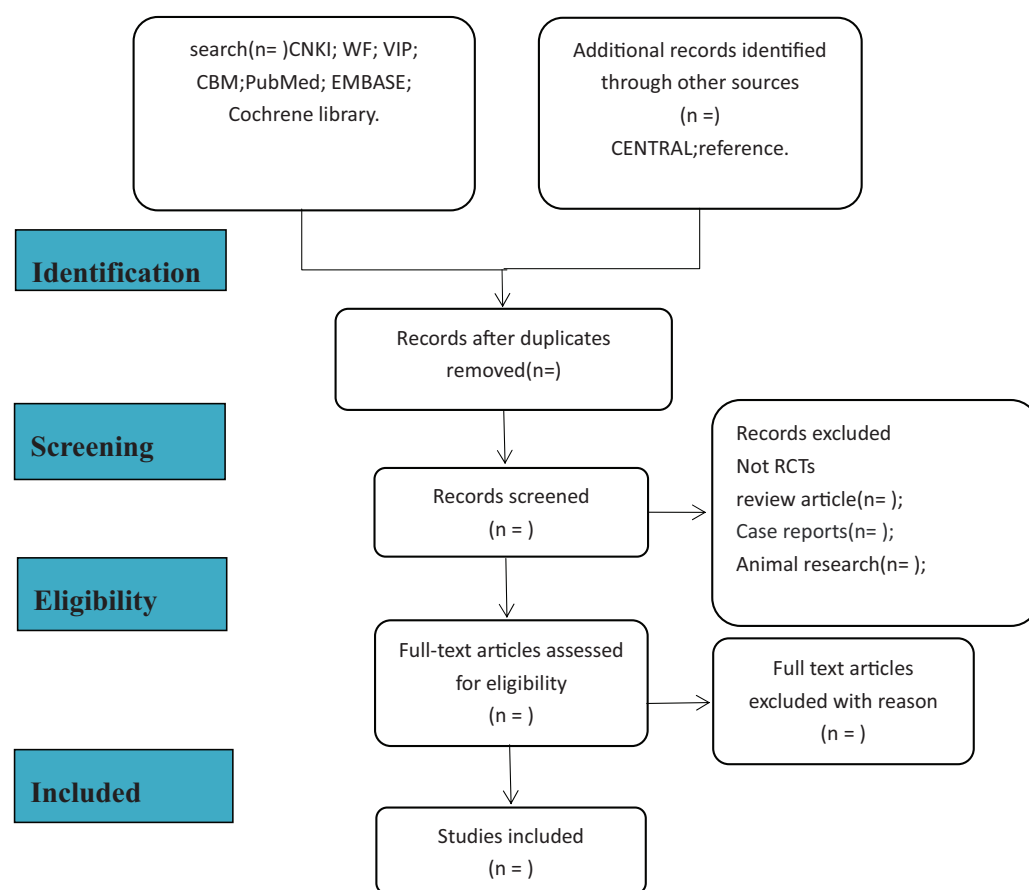 search(n= )CNKI; WF; VIP;
CBM;PubMed; EMBASE;
Cochrene library.
Additional records identified
through other sources
(n =)
CENTRAL;reference.
Identification
Records after duplicates
removed(n=)
Screening
Records screened
(n = )
Records excluded
Not RCTs
review article(n= );
Case reports(n= );
Animal research(n= );
Eligibility
Full-text articles assessed
for eligibility
(n = )
Full text articles
excluded with reason
(n = )
Included
Studies included
(n = )